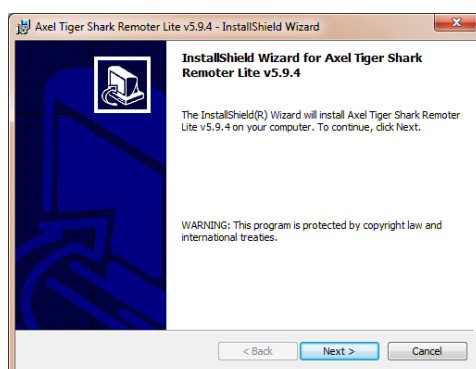 Axel Tiger Shark Remoter Lite v5.9.4 - InstallShield Wizard
InstallShield Wizard for Axel Tiger Shark
Remoter Lite v5.9.4
The InstallShield(R) Wizard will install Axel Tiger Shark Remoter
Lite v5.9.4 on your computer. To continue, click Next.
WARNING: This program is protected by copyright law and
international treaties.
< Back
Next >
Cancel